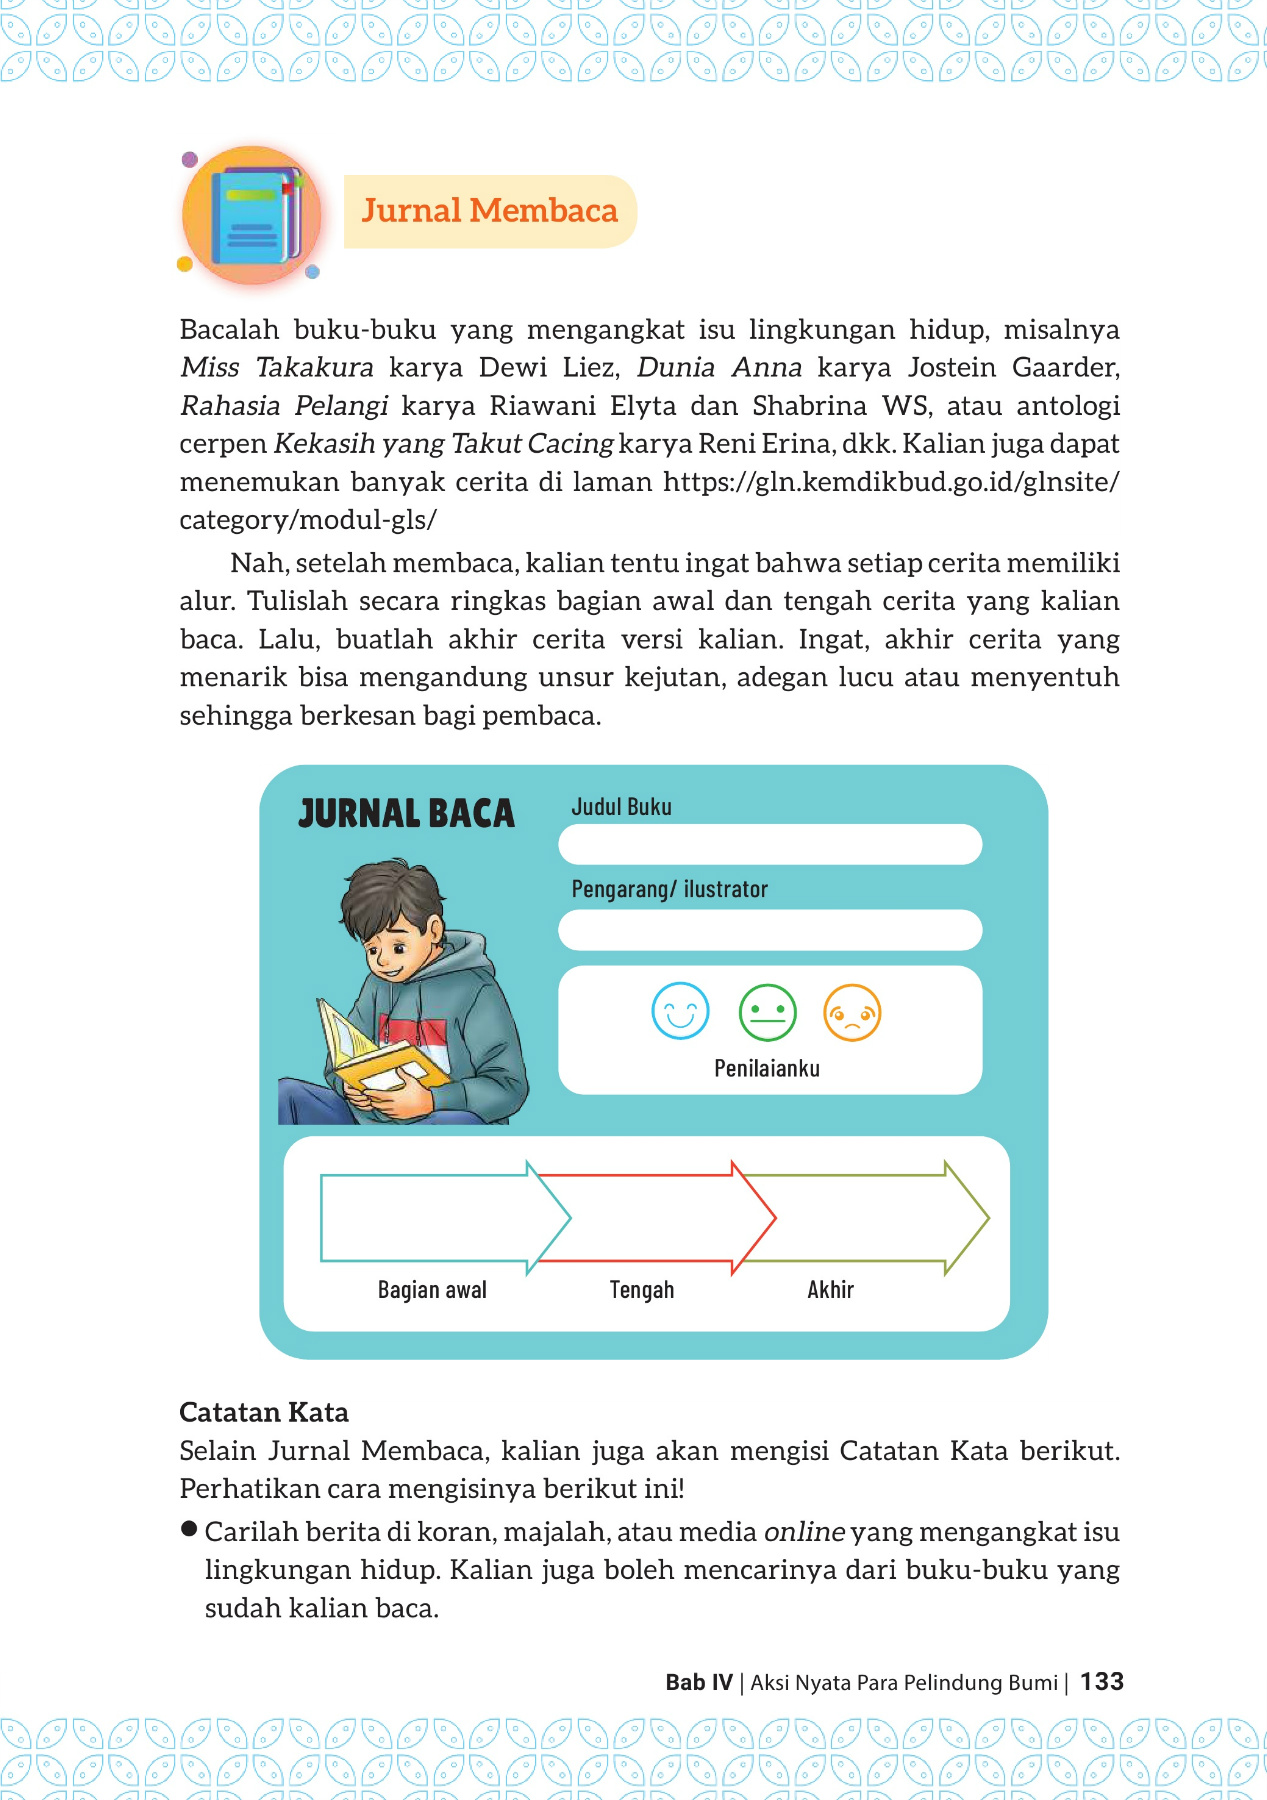 Jurnal Membaca
Bacalah buku-buku yang mengangkat isu lingkungan hidup, misalnya
Miss Takakura karya Dewi Liez, Dunia Anna karya Jostein Gaarder,
Rahasia Pelangi karya Riawani Elyta dan Shabrina WS, atau antologi
cerpen Kekasih yang Takut Cacing karya Reni Erina, dkk. Kalian juga dapat
menemukan banyak cerita di laman https://gln.kemdikbud.go.id/glnsite/
category/modul-gls/
Nah, setelah membaca, kalian tentu ingat bahwa setiap cerita memiliki
alur. Tulislah secara ringkas bagian awal dan tengah cerita yang kalian
baca. Lalu, buatlah akhir cerita versi kalian. Ingat, akhir cerita yang
menarik bisa mengandung unsur kejutan, adegan lucu atau menyentuh
sehingga berkesan bagi pembaca.
JURNAL BACA
Judul Buku
Pengarang/ ilustrator
Penilaianku
Bagian awal
Tengah
Akhir
Catatan Kata
Selain Jurnal Membaca, kalian juga akan mengisi Catatan Kata berikut.
Perhatikan cara mengisinya berikut ini!
● Carilah berita di koran, majalah, atau media online yang mengangkat isu
lingkungan hidup. Kalian juga boleh mencarinya dari buku-buku yang
sudah kalian baca.
Bab IV | Aksi Nyata Para Pelindung Bumi | 133